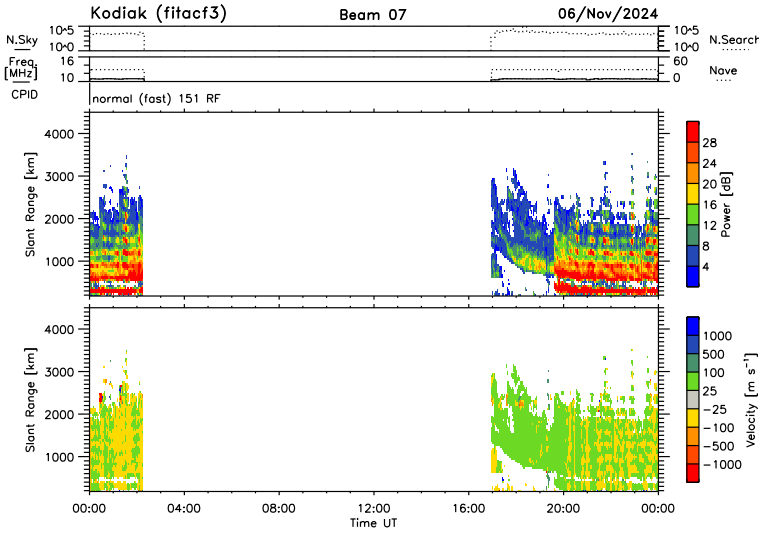 Kodiak (fitacf3) Beam 07 06/Nov/2024
N.Sky 10^5 10^0 10^5 10^0 N.Search
Freq. [MHz] 16 10 60 0 Nave
CPID normal (fast) 151 RF
Slant Range [km]
4000
3000
2000
1000
28
24
20
16
12
8
4
Power [dB]
Slant Range [km]
4000
3000
2000
1000
1000
500
100
25
−25
−100
−500
−1000
Velocity [m s⁻¹]
00:00 04:00 08:00 12:00 16:00 20:00 00:00
Time UT